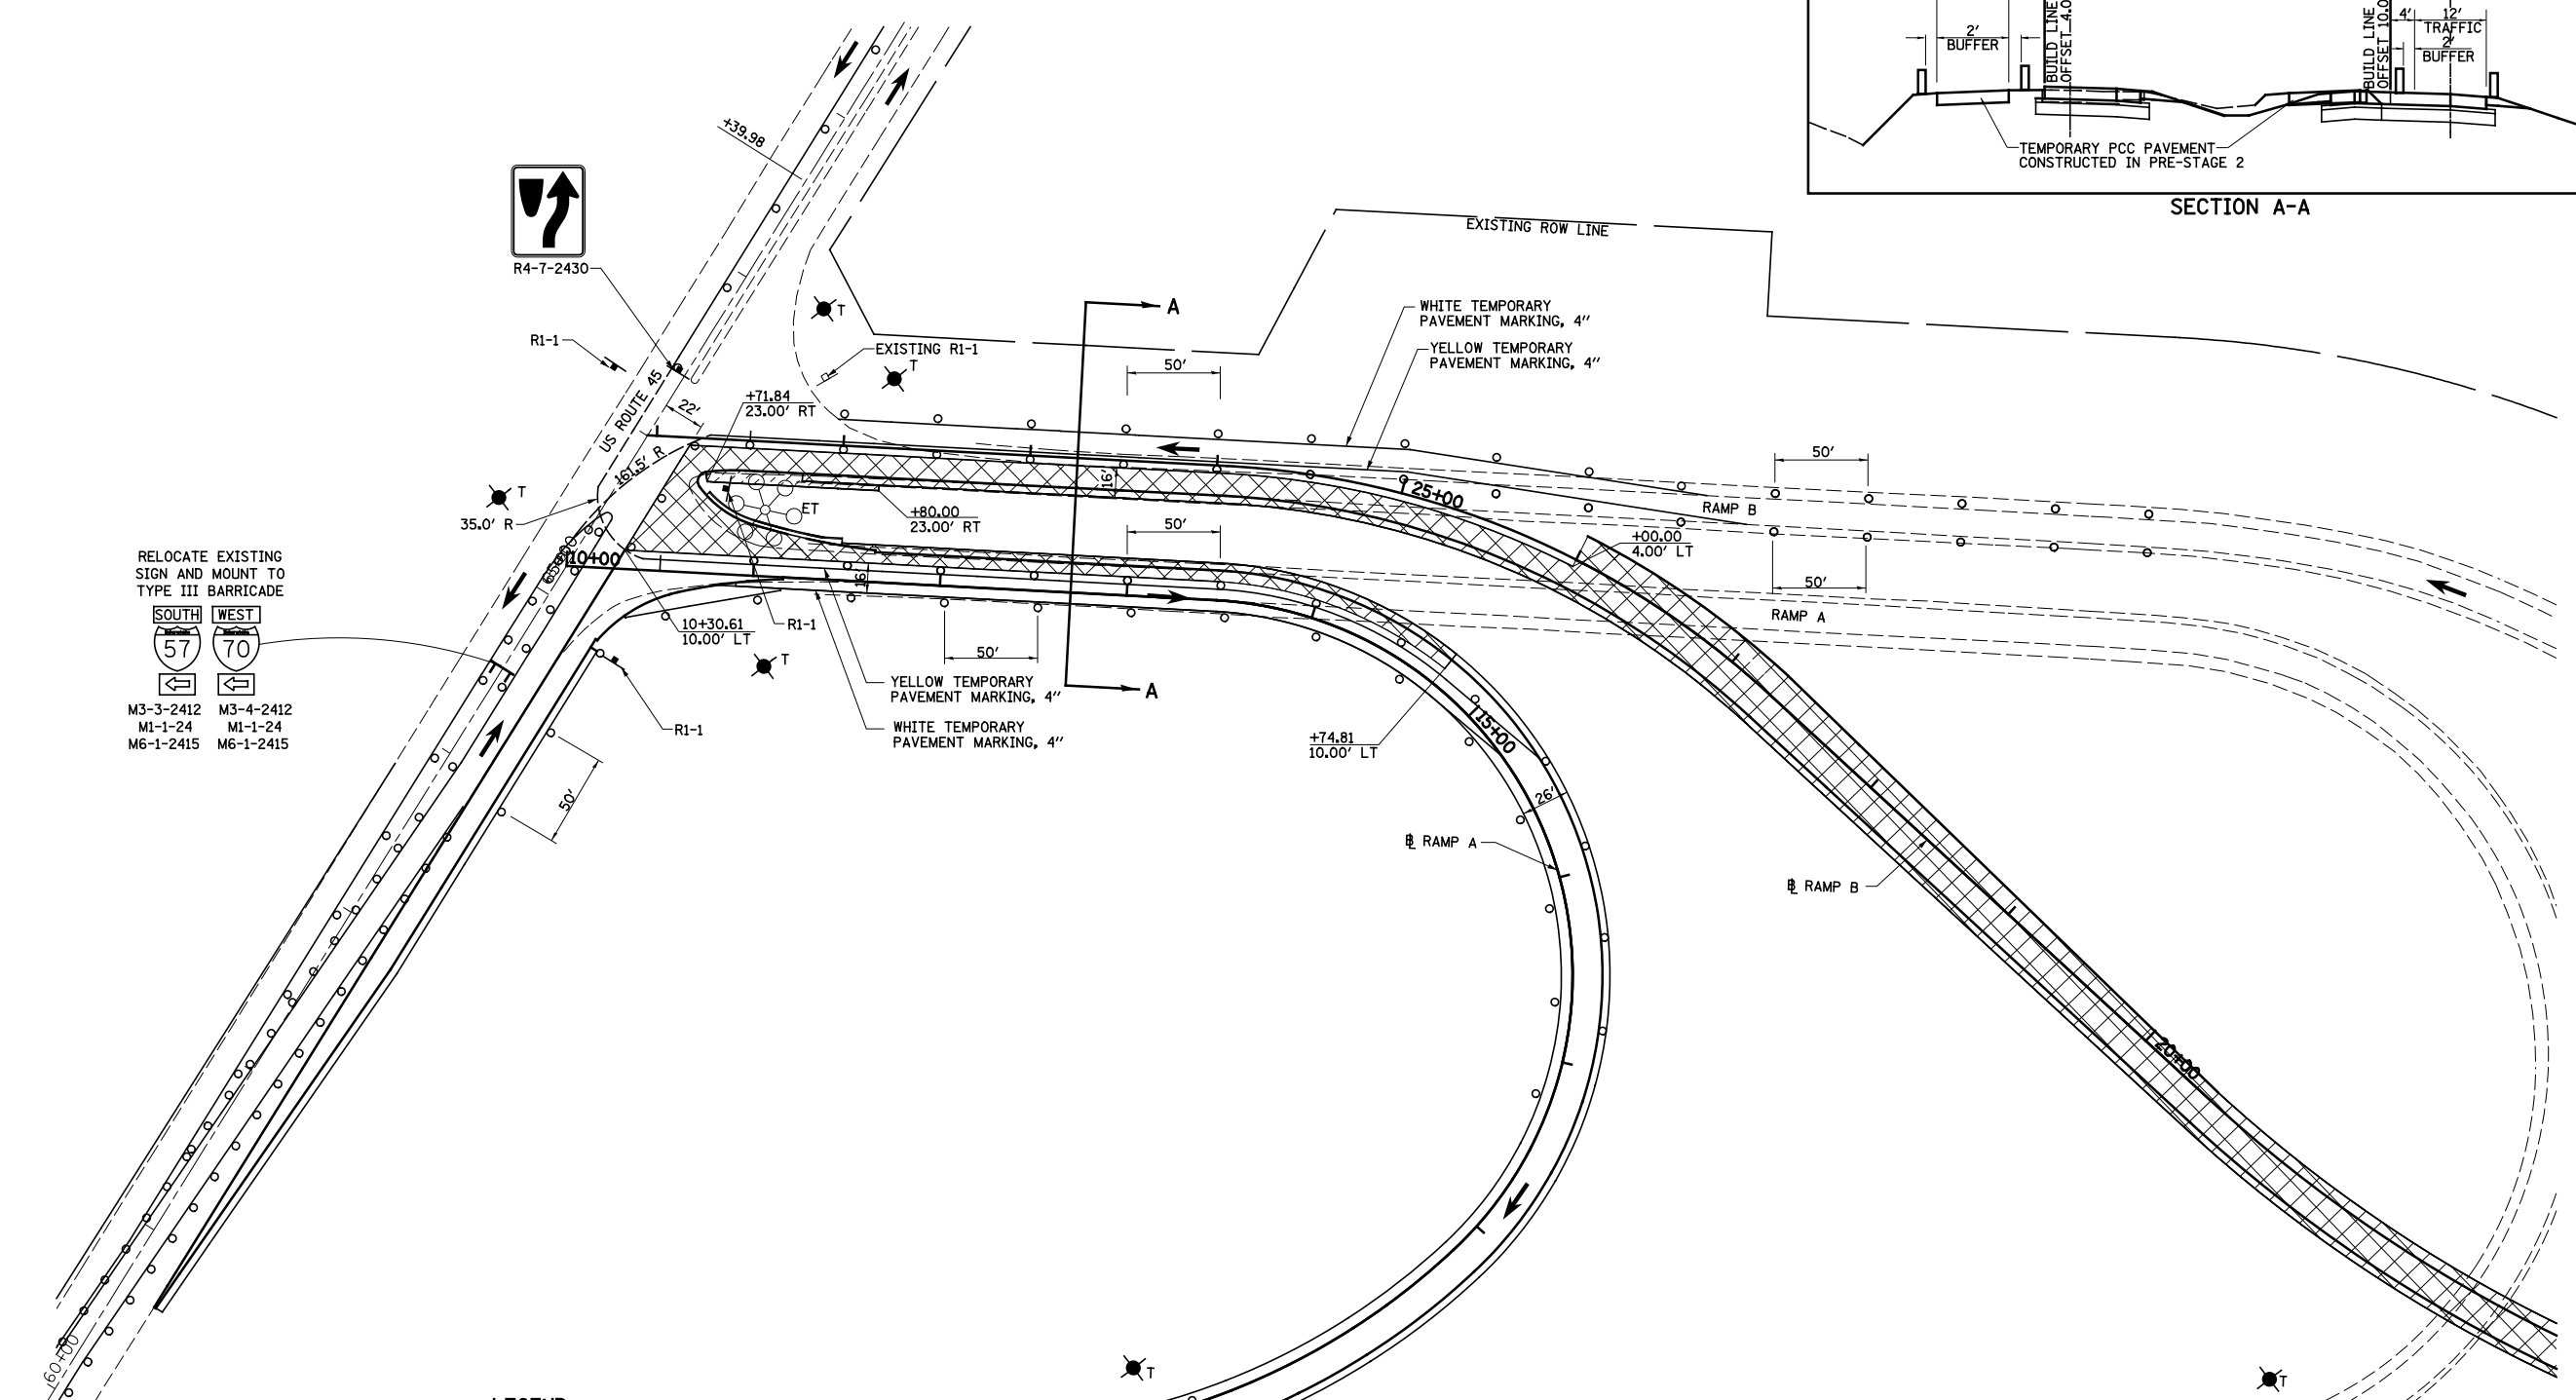 2'
BUFFER
BUILD LINE
OFFSET 4.0
BUILD LINE
OFFSET 10.0
4'
12'
TRAFFIC
2'
BUFFER
TEMPORARY PCC PAVEMENT
CONSTRUCTED IN PRE-STAGE 2
SECTION A-A
+39.98
R4-7-2430
R1-1
US ROUTE 45
22'
EXISTING ROW LINE
T
A
EXISTING R1-1
T
WHITE TEMPORARY
PAVEMENT MARKING, 4"
YELLOW TEMPORARY
PAVEMENT MARKING, 4"
50'
+71.84
23.00' RT
161.5' R
T
35.0' R
16'
ET
+80.00
23.00' RT
25+00
50'
RAMP B
50'
+00.00
4.00' LT
50'
RAMP A
RELOCATE EXISTING
SIGN AND MOUNT TO
TYPE III BARRICADE
SOUTH WEST
57 70
M3-3-2412 M3-4-2412
M1-1-24 M1-1-24
M6-1-2415 M6-1-2415
10+00
16'
10+30.61
10.00' LT
R1-1
T
50'
R1-1
YELLOW TEMPORARY
PAVEMENT MARKING, 4"
WHITE TEMPORARY
PAVEMENT MARKING, 4"
A
+74.81
10.00' LT
15+00
50'
26'
℄ RAMP A
℄ RAMP B
20+00
60+00
T
T